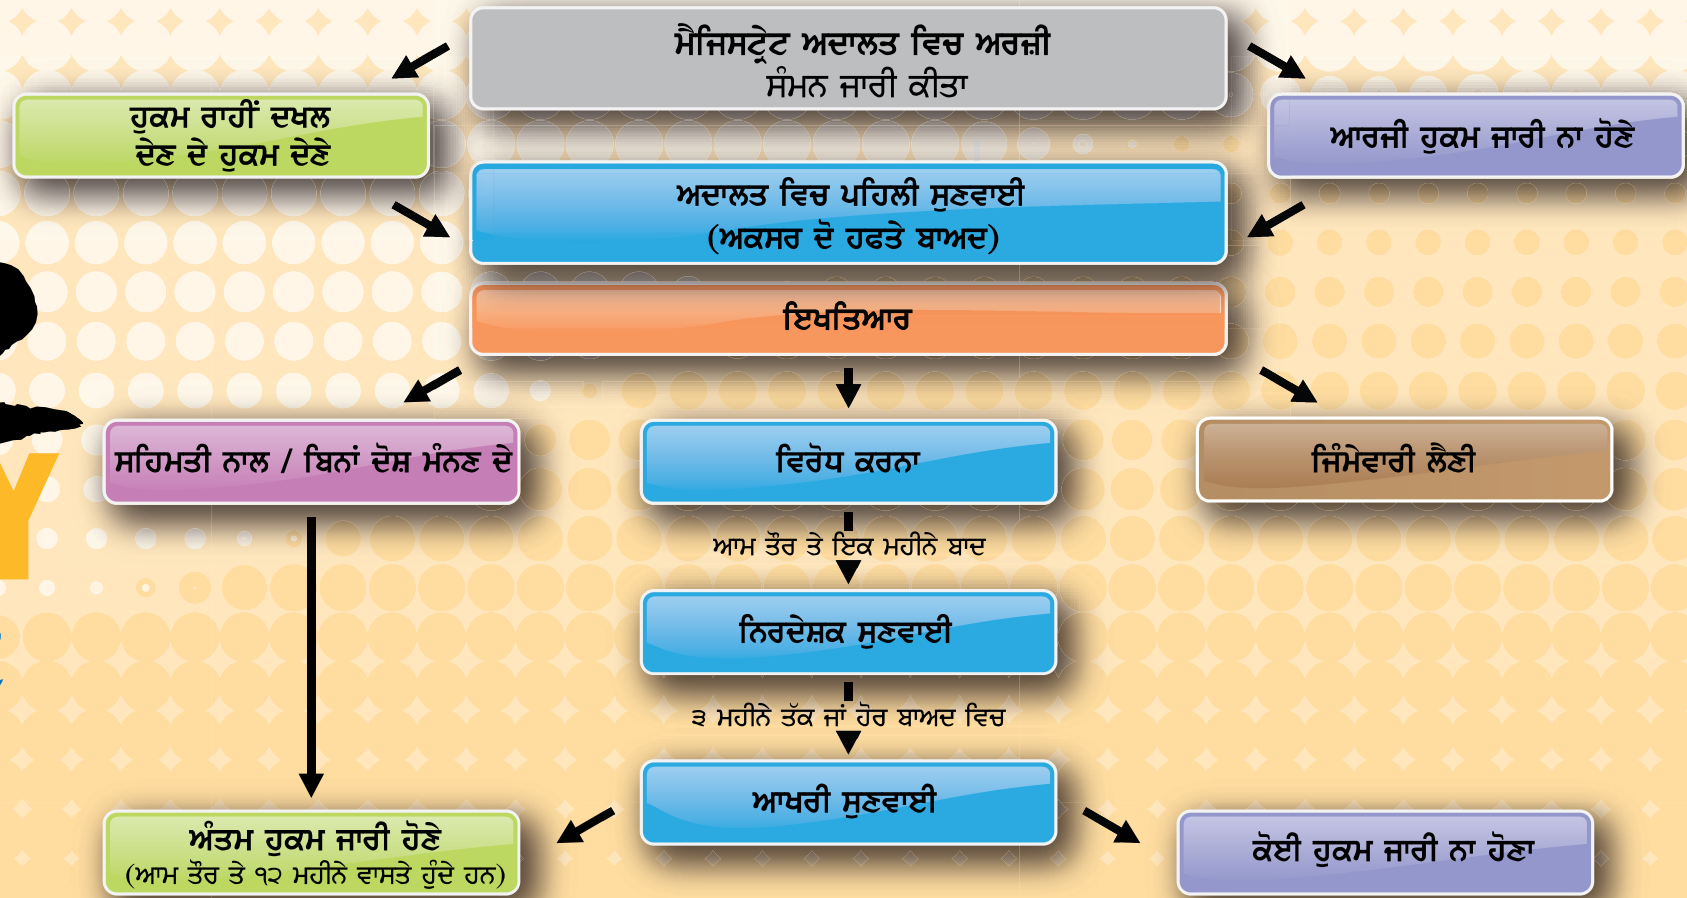 ਮੈਜਿਸਟ੍ਰੇਟ ਅਦਾਲਤ ਵਿਚ ਅਰਜ਼ੀ
ਸੰਮਨ ਜਾਰੀ ਕੀਤਾ
ਹੁਕਮ ਰਾਹੀਂ ਦਖਲ
ਦੇਣ ਦੇ ਹੁਕਮ ਦੇਣੇ
ਆਰਜੀ ਹੁਕਮ ਜਾਰੀ ਨਾ ਹੋਣੇ
ਅਦਾਲਤ ਵਿਚ ਪਹਿਲੀ ਸੁਣਵਾਈ
(ਅਕਸਰ ਦੋ ਹਫਤੇ ਬਾਅਦ)
ਇਖਤਿਆਰ
ਸਹਿਮਤੀ ਨਾਲ / ਬਿਨਾਂ ਦੋਸ਼ ਮੰਨਣ ਦੇ
ਵਿਰੋਧ ਕਰਨਾ
ਜਿੰਮੇਵਾਰੀ ਲੈਣੀ
ਆਮ ਤੌਰ ਤੇ ਇਕ ਮਹੀਨੇ ਬਾਦ
ਨਿਰਦੇਸ਼ਕ ਸੁਣਵਾਈ
੩ ਮਹੀਨੇ ਤੱਕ ਜਾਂ ਹੋਰ ਬਾਅਦ ਵਿਚ
ਆਖਰੀ ਸੁਣਵਾਈ
ਅੰਤਮ ਹੁਕਮ ਜਾਰੀ ਹੋਣੇ
(ਆਮ ਤੌਰ ਤੇ ੧੨ ਮਹੀਨੇ ਵਾਸਤੇ ਹੁੰਦੇ ਹਨ)
ਕੋਈ ਹੁਕਮ ਜਾਰੀ ਨਾ ਹੋਣਾ
Y